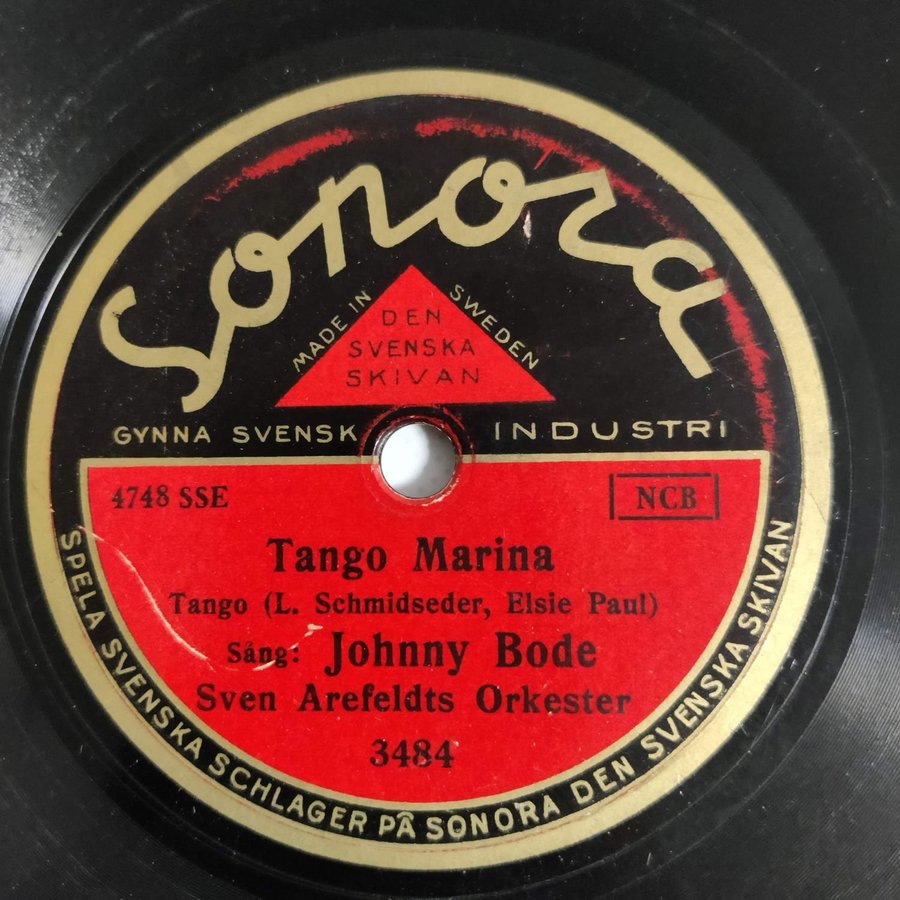 Sonora
MADE IN SWEDEN
DEN
SVENSKA
SKIVAN
GYNNA SVENSK INDUSTRI
4748 SSE
NCB
Tango Marina
Tango (L. Schmidseder, Elsie Paul)
Sång: Johnny Bode
Sven Arefeldts Orkester
3484
SPELA SVENSKA SCHLAGER PÅ SONORA DEN SVENSKA SKIVAN